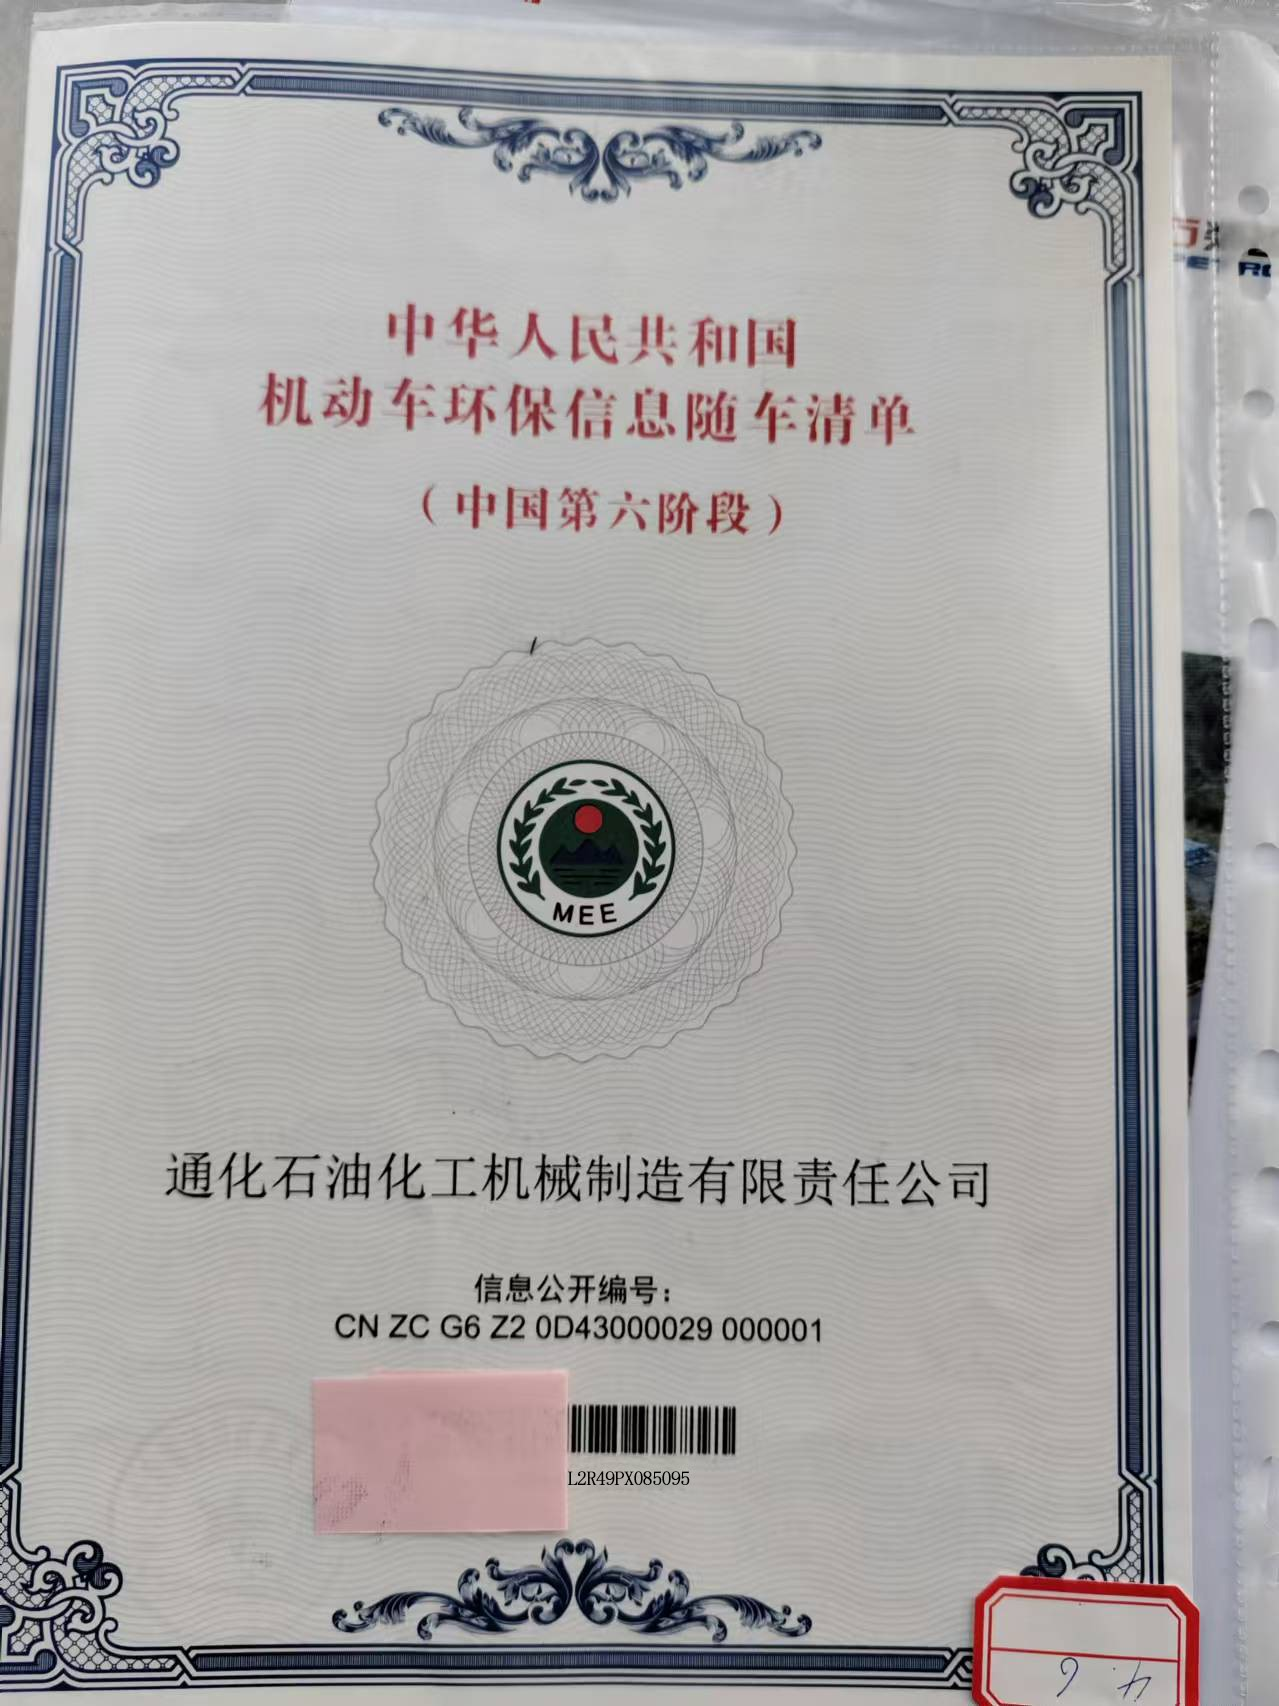 中华人民共和国
机动车环保信息随车清单
（中国第六阶段）
MEE
通化石油化工机械制造有限责任公司
信息公开编号：
CN ZC G6 Z2 0D43000029 000001
L2R49PX085095